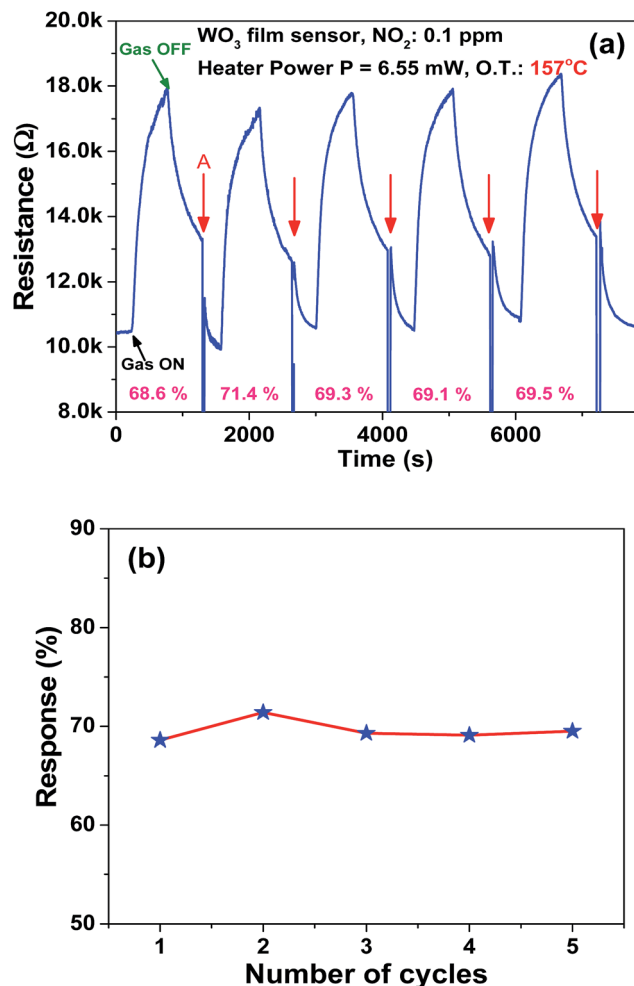 20.0k
Gas OFF
WO₃ film sensor, NO₂: 0.1 ppm
(a)
Heater Power P = 6.55 mW, O.T.: 157°C
18.0k
16.0k
A
14.0k
12.0k
10.0k
Gas ON
68.6 % 71.4 % 69.3 % 69.1 % 69.5 %
8.0k
0 2000 4000 6000
Time (s)
Resistance (Ω)
90
(b)
80
70
60
50
1 2 3 4 5
Number of cycles
Response (%)